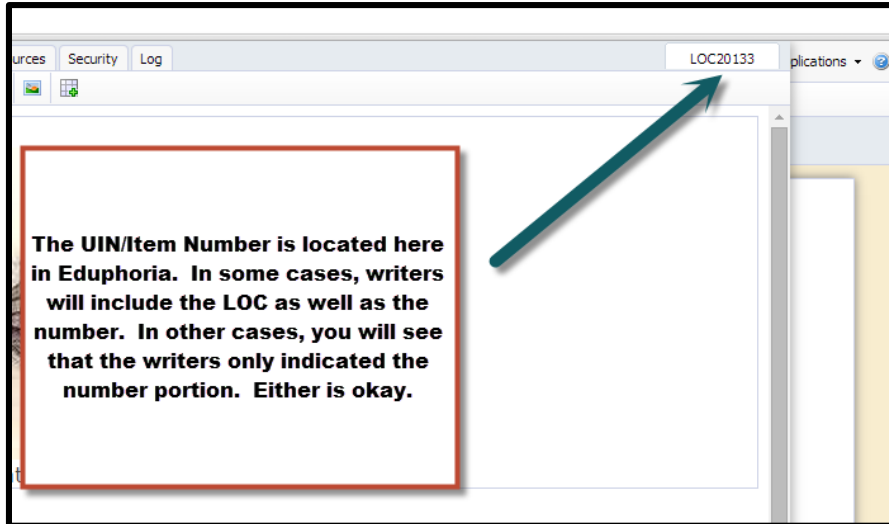 urces Security Log LOC20133 plications
The UIN/Item Number is located here
in Eduphoria. In some cases, writers
will include the LOC as well as the
number. In other cases, you will see
that the writers only indicated the
number portion. Either is okay.